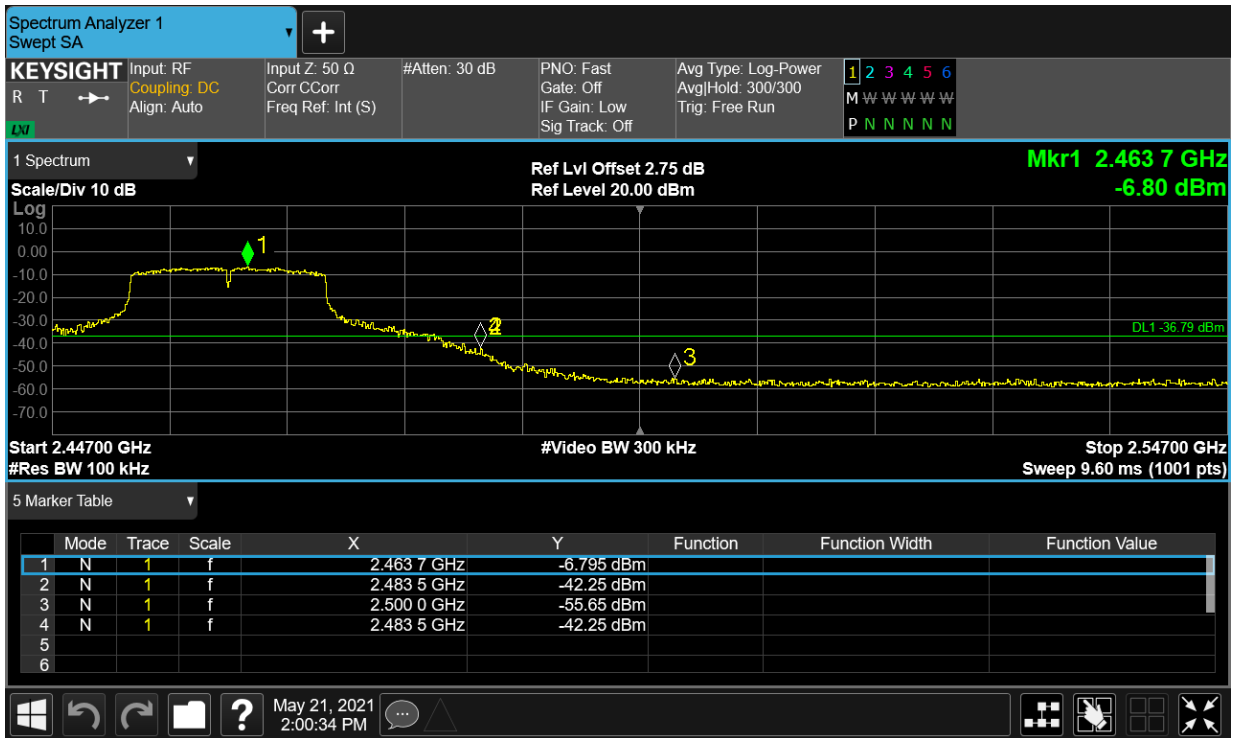 Spectrum Analyzer 1
Swept SA
KEYSIGHT Input: RF Input Z: 50 Ω #Atten: 30 dB PNO: Fast Avg Type: Log-Power 1 2 3 4 5 6
R T Coupling: DC Corr CCorr Gate: Off Avg|Hold: 300/300 M W W W W W
Align: Auto Freq Ref: Int (S) IF Gain: Low Trig: Free Run
LXI Sig Track: Off P N N N N N
1 Spectrum Ref Lvl Offset 2.75 dB Mkr1 2.463 7 GHz
Scale/Div 10 dB Ref Level 20.00 dBm -6.80 dBm
Log
10.0
0.00 1
-10.0
-20.0
-30.0 2 DL1 -36.79 dBm
-40.0
-50.0 3
-60.0
-70.0
Start 2.44700 GHz #Video BW 300 kHz Stop 2.54700 GHz
#Res BW 100 kHz Sweep 9.60 ms (1001 pts)
5 Marker Table
Mode Trace Scale X Y Function Function Width Function Value
1 N 1 f 2.463 7 GHz -6.795 dBm
2 N 1 f 2.483 5 GHz -42.25 dBm
3 N 1 f 2.500 0 GHz -55.65 dBm
4 N 1 f 2.483 5 GHz -42.25 dBm
5
6
? May 21, 2021
2:00:34 PM